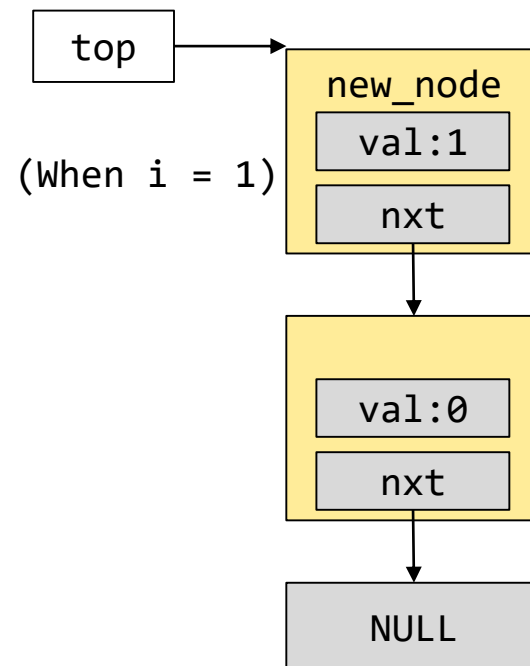 top
new_node
val:1
(When i = 1)
nxt
val:0
nxt
NULL